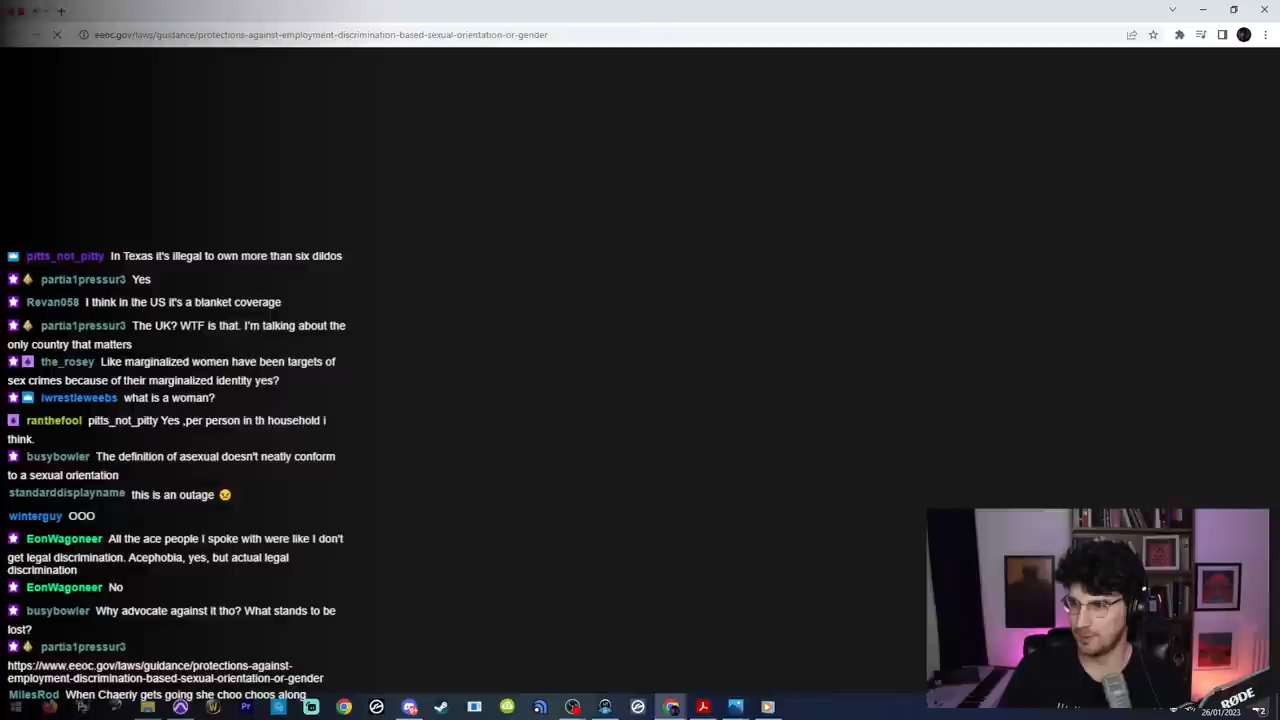 eeoc.gov/laws/guidance/protections-against-employment-discrimination-based-sexual-orientation-or-gender
pitts_not_pitty In Texas it's illegal to own more than six dildos
partia1pressur3 Yes
Revan058 I think in the US it's a blanket coverage
partia1pressur3 The UK? WTF is that. I'm talking about the
only country that matters
the_rosey Like marginalized women have been targets of
sex crimes because of their marginalized identity yes?
iwrestleweebs what is a woman?
ranthefool pitts_not_pitty Yes ,per person in th household i
think.
busybowler The definition of asexual doesn't neatly conform
to a sexual orientation
standarddisplayname this is an outage
winterguy OOO
EonWagoneer All the ace people I spoke with were like I don't
get legal discrimination. Acephobia, yes, but actual legal
discrimination
EonWagoneer No
busybowler Why advocate against it tho? What stands to be
lost?
partia1pressur3
https://www.eeoc.gov/laws/guidance/protections-against-
employment-discrimination-based-sexual-orientation-or-gender
MilesRod When Chaerly gets going she choo choos along
Pr
RØDE
26/01/2023